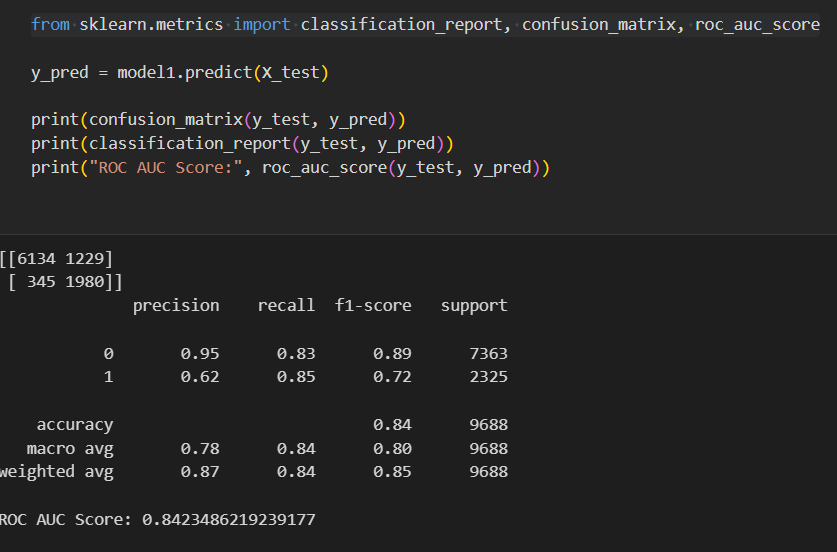 from sklearn.metrics import classification_report, confusion_matrix, roc_auc_score
y_pred = model1.predict(X_test)
print(confusion_matrix(y_test, y_pred))
print(classification_report(y_test, y_pred))
print("ROC AUC Score:", roc_auc_score(y_test, y_pred))
[[6134 1229]
[ 345 1980]]
precision recall f1-score support
0 0.95 0.83 0.89 7363
1 0.62 0.85 0.72 2325
accuracy 0.84 9688
macro avg 0.78 0.84 0.80 9688
weighted avg 0.87 0.84 0.85 9688
ROC AUC Score: 0.8423486219239177